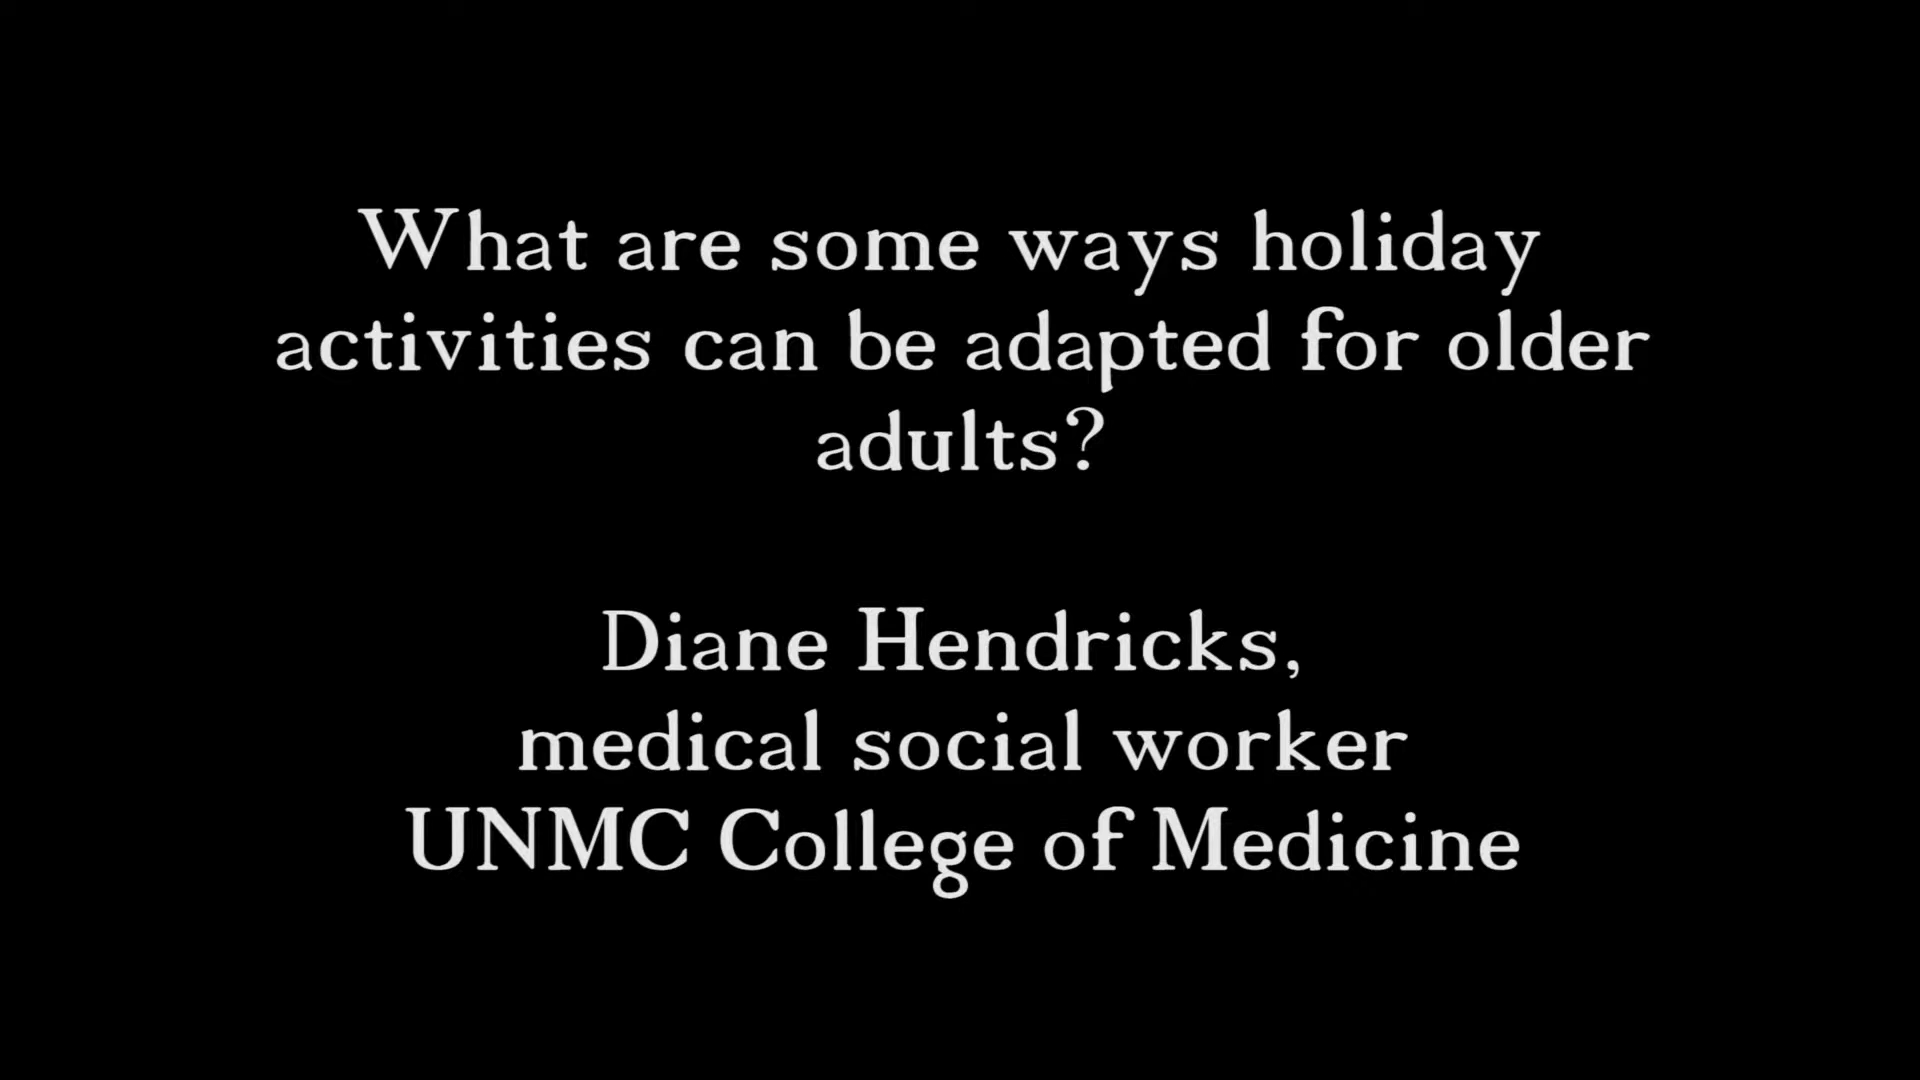 What are some ways holiday
activities can be adapted for older
adults?
Diane Hendricks,
medical social worker
UNMC College of Medicine